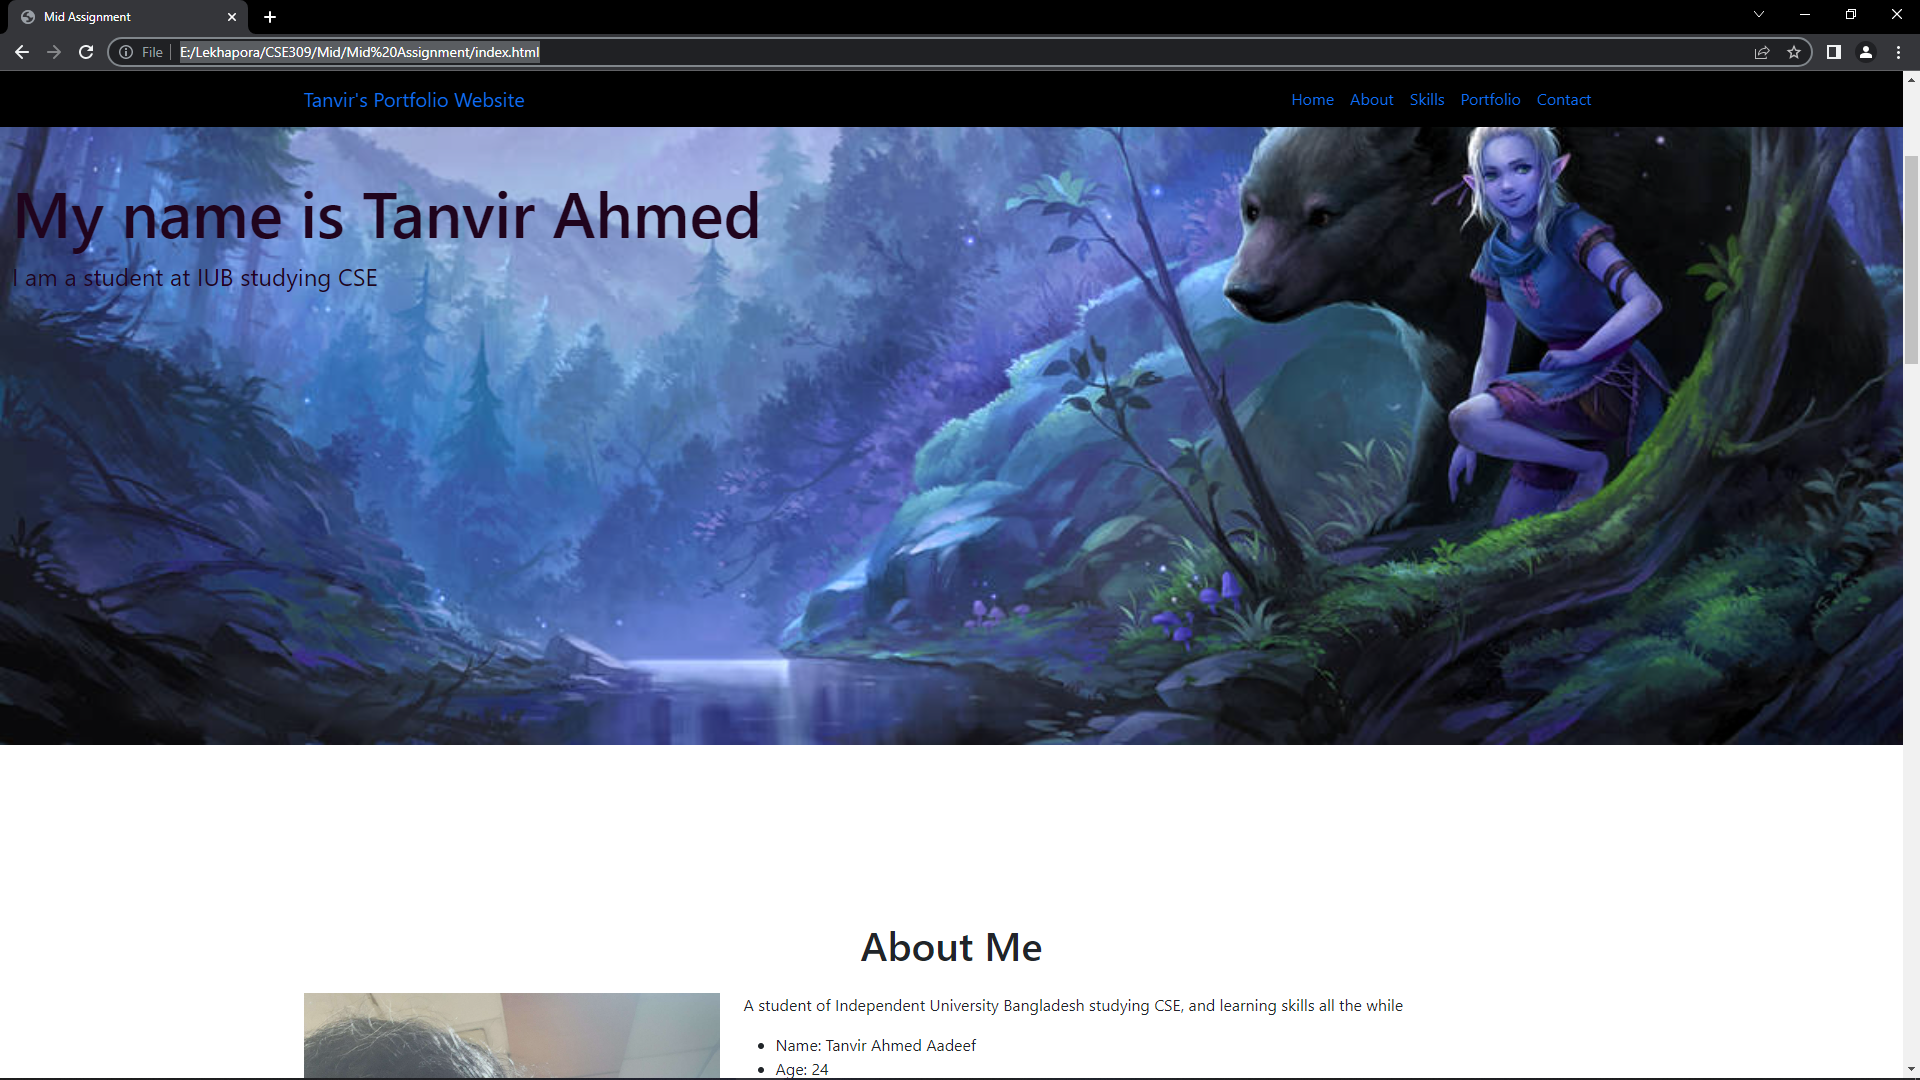 Mid Assignment
File
E:/Lekhapora/CSE309/Mid/Mid%20Assignment/index.html
Tanvir's Portfolio Website
Home About Skills Portfolio Contact
My name is Tanvir Ahmed
I am a student at IUB studying CSE
About Me
A student of Independent University Bangladesh studying CSE, and learning skills all the while
Name: Tanvir Ahmed Aadeef
Age: 24